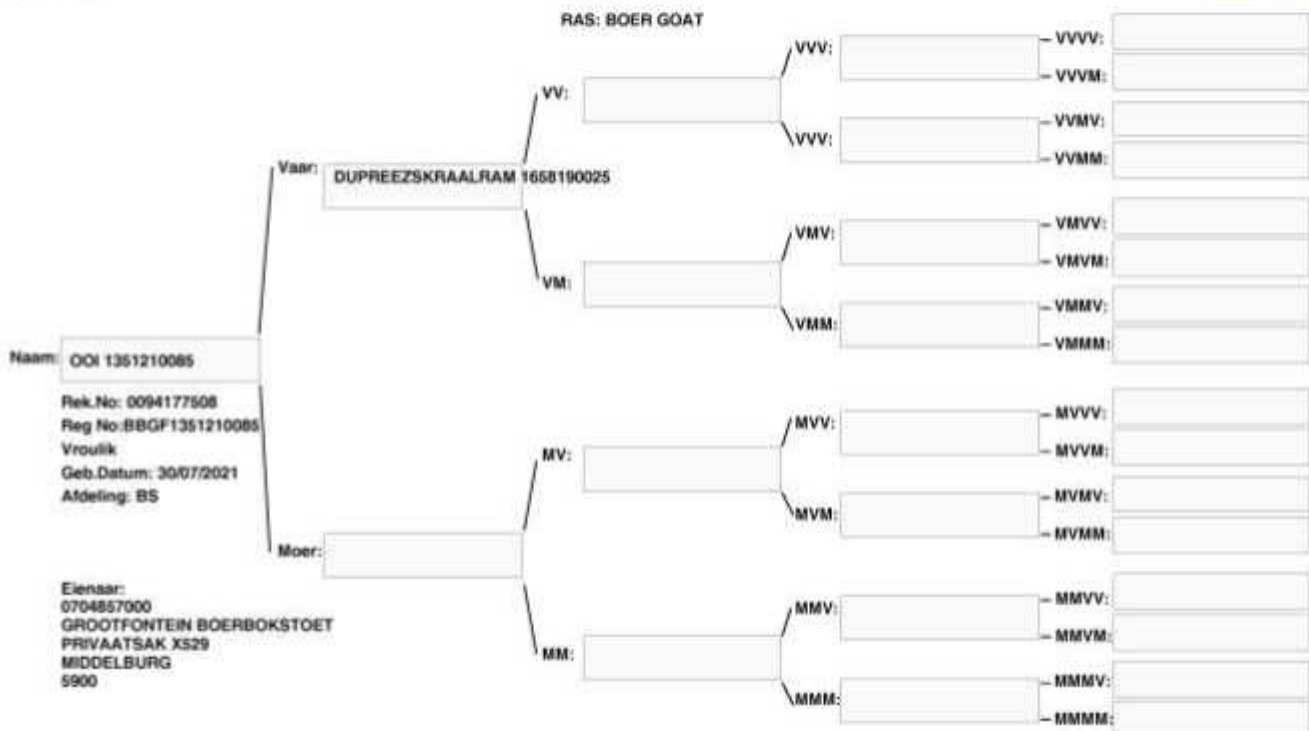 RAS: BOER GOAT
Naam: OOI 1351210085
Rek.No: 0094177508
Reg No:BBGF1351210085
Vroulik
Geb.Datum: 30/07/2021
Afdeling: BS
Eienaar:
0704857000
GROOTFONTEIN BOERBOKSTOET
PRIVAATSAK X529
MIDDELBURG
5900
Vaar: DUPREEZSKRAALRAM 1658190025
Moer:
VV:
VM:
MV:
MM:
VVV:
VVV:
VMV:
VMM:
MVV:
MVM:
MMV:
MMM:
VVVV:
VVVM:
VVMV:
VVMM:
VMVV:
VMVM:
VMMV:
VMMM:
MVVV:
MVVM:
MVMV:
MVMM:
MMVV:
MMVM:
MMMV:
MMMM: